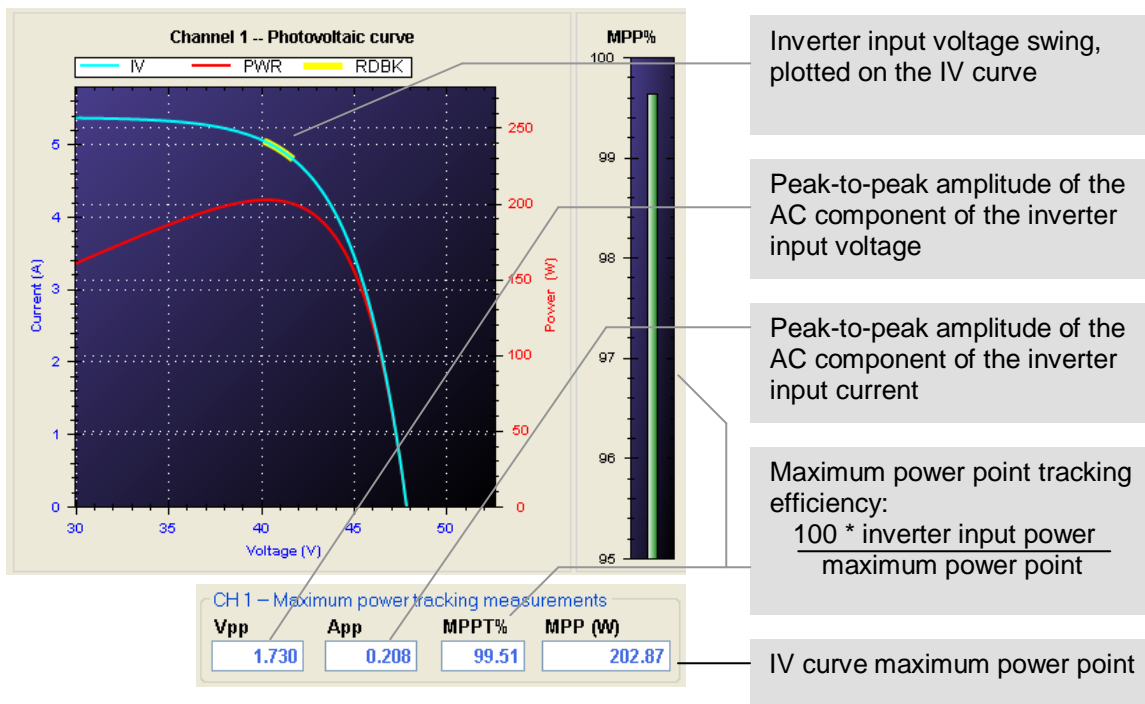 Channel 1 -- Photovoltaic curve
IV PWR RDBK
Current (A)
5
4
3
2
1
0
30 35 40 45 50
Voltage (V)
250
200
150
100
50
0
Power (W)
MPP%
100
99
98
97
96
95
Inverter input voltage swing,
plotted on the IV curve
Peak-to-peak amplitude of the
AC component of the inverter
input voltage
Peak-to-peak amplitude of the
AC component of the inverter
input current
Maximum power point tracking
efficiency:
100 * inverter input power
maximum power point
IV curve maximum power point
CH 1 – Maximum power tracking measurements
Vpp App MPPT% MPP (W)
1.730 0.208 99.51 202.87